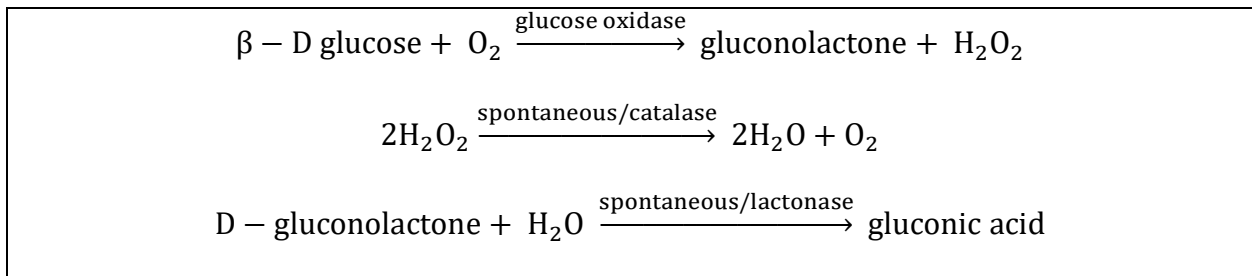 β − D glucose + O₂ glucose oxidase⟶ gluconolactone + H₂O₂
2H₂O₂ spontaneous/catalase⟶ 2H₂O + O₂
D − gluconolactone + H₂O spontaneous/lactonase⟶ gluconic acid